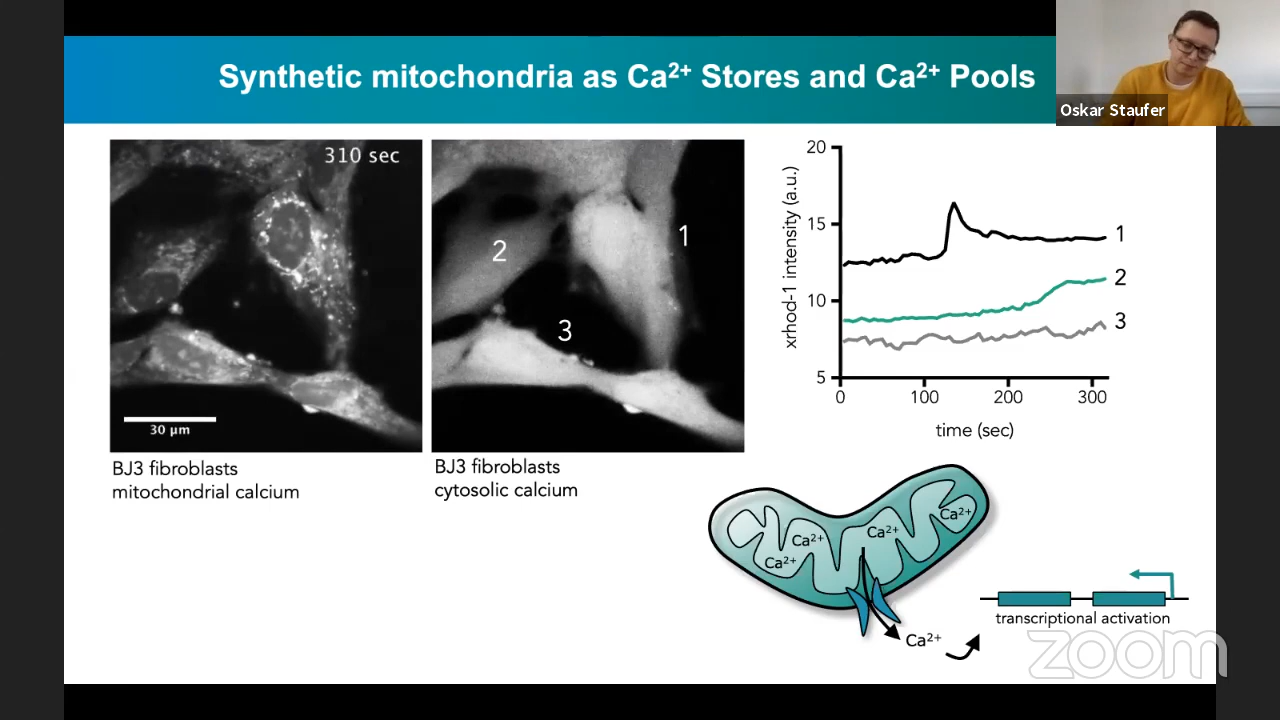 Synthetic mitochondria as Ca²⁺ Stores and Ca²⁺ Pools
Oskar Staufer
310 sec
30 µm
BJ3 fibroblasts
mitochondrial calcium
1
2
3
BJ3 fibroblasts
cytosolic calcium
xrhod-1 intensity (a.u.)
20
15
10
5
0
100
200
300
time (sec)
1
2
3
Ca²⁺
Ca²⁺
Ca²⁺
Ca²⁺
Ca²⁺
transcriptional activation
zoom